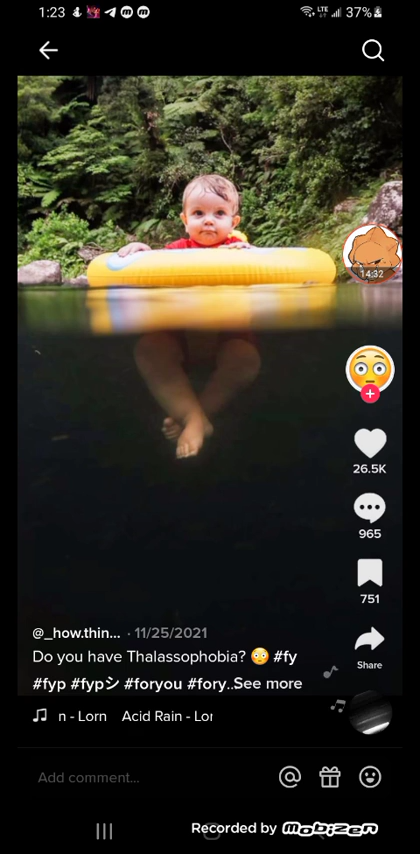 1:23
LTE
37%
14:32
26.5K
965
751
Share
@_how.thin... · 11/25/2021
Do you have Thalassophobia? 😳 #fy
#fyp #fypシ #foryou #fory..See more
n - Lorn Acid Rain - Lor
Add comment...
Recorded by Mobizen